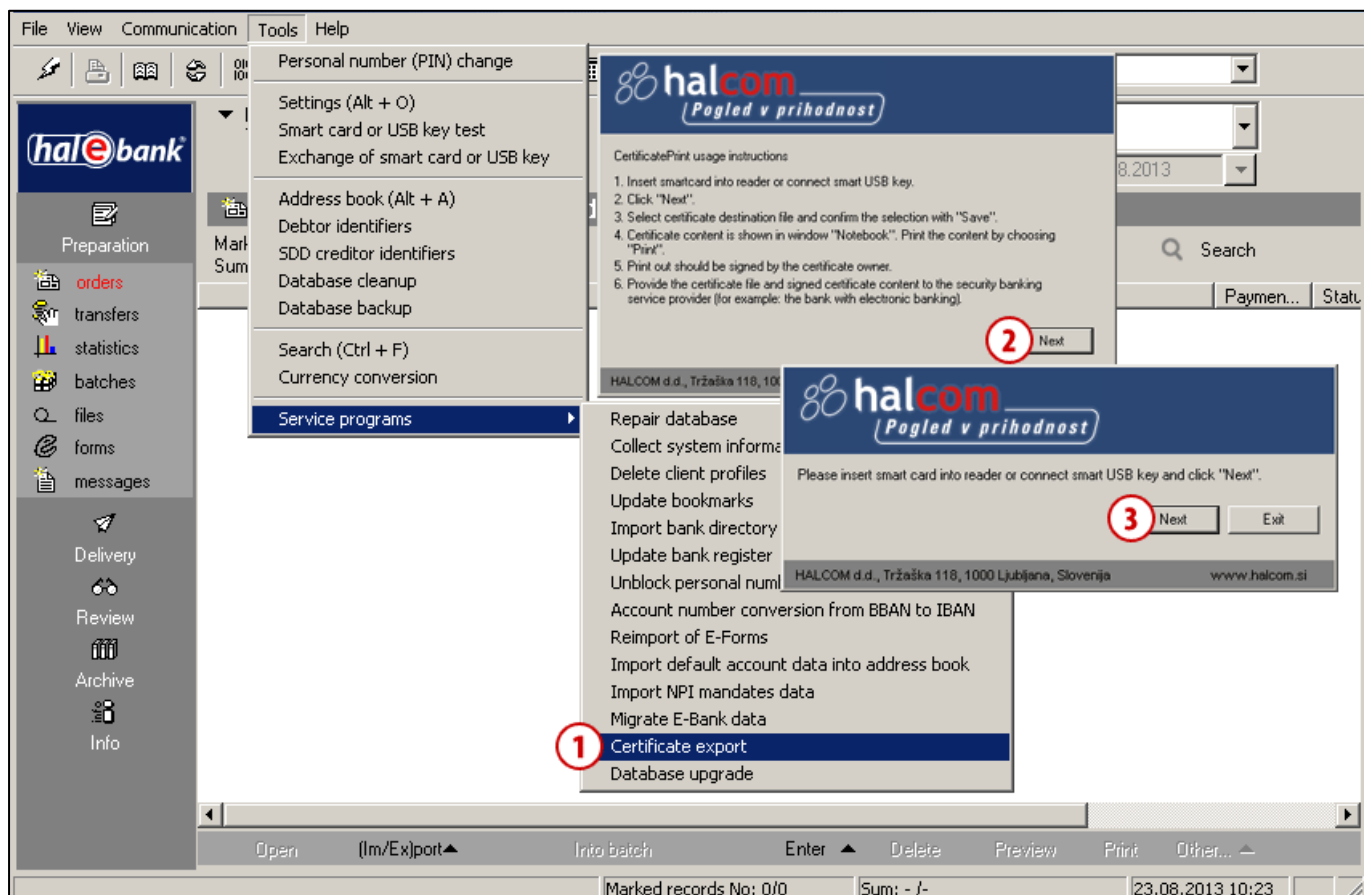 File View Communication Tools Help
Personal number (PIN) change
Settings (Alt + O)
Smart card or USB key test
Exchange of smart card or USB key
Address book (Alt + A)
Debtor identifiers
SDD creditor identifiers
Database cleanup
Database backup
Search (Ctrl + F)
Currency conversion
Service programs
hal e bank
Preparation
orders
transfers
statistics
batches
files
forms
messages
Delivery
Review
Archive
Info
halcom
Pogled v prihodnost
CertificatePrint usage instructions
1. Insert smartcard into reader or connect smart USB key.
2. Click "Next".
3. Select certificate destination file and confirm the selection with "Save".
4. Certificate content is shown in window "Notebook". Print the content by choosing
"Print".
5. Print out should be signed by the certificate owner.
6. Provide the certificate file and signed certificate content to the security banking
service provider (for example: the bank with electronic banking).
2 Next
HALCOM d.d., Tržaška 118, 100
8.2013
Search
Paymen... Statu
Repair database
Collect system informa
Delete client profiles
Update bookmarks
Import bank directory
Update bank register
Unblock personal num
Account number conversion from BBAN to IBAN
Reimport of E-Forms
Import default account data into address book
Import NPI mandates data
Migrate E-Bank data
1 Certificate export
Database upgrade
halcom
Pogled v prihodnost
Please insert smart card into reader or connect smart USB key and click "Next".
3 Next Exit
HALCOM d.d., Tržaška 118, 1000 Ljubljana, Slovenija www.halcom.si
Open (Im/Ex)port Into batch Enter Delete Preview Print Other...
Marked records No: 0/0 Sum: - /- 23.08.2013 10:23